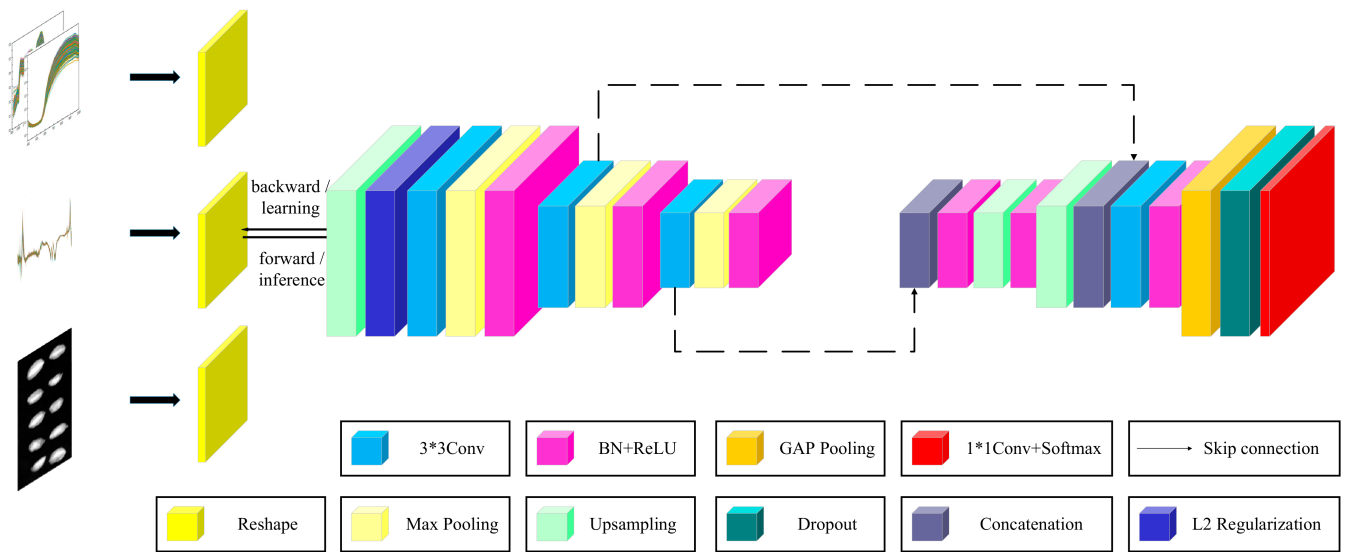 backward /
learning
forward /
inference
3*3Conv
BN+ReLU
GAP Pooling
1*1Conv+Softmax
Skip connection
Reshape
Max Pooling
Upsampling
Dropout
Concatenation
L2 Regularization